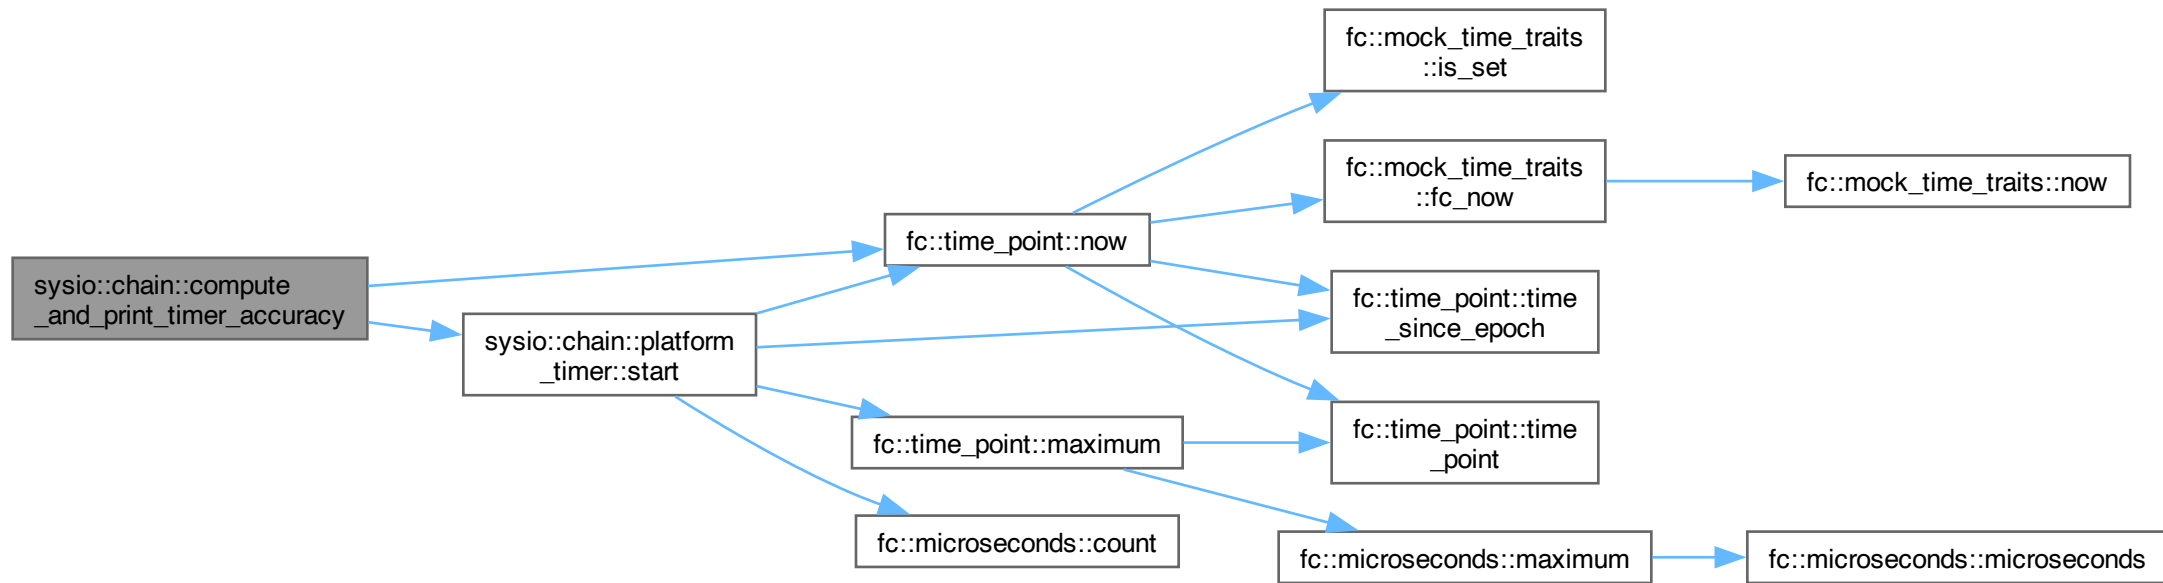 sysio::chain::compute
_and_print_timer_accuracy
sysio::chain::platform
_timer::start
fc::time_point::now
fc::time_point::maximum
fc::microseconds::count
fc::mock_time_traits
::is_set
fc::mock_time_traits
::fc_now
fc::time_point::time
_since_epoch
fc::time_point::time
_point
fc::microseconds::maximum
fc::mock_time_traits::now
fc::microseconds::microseconds